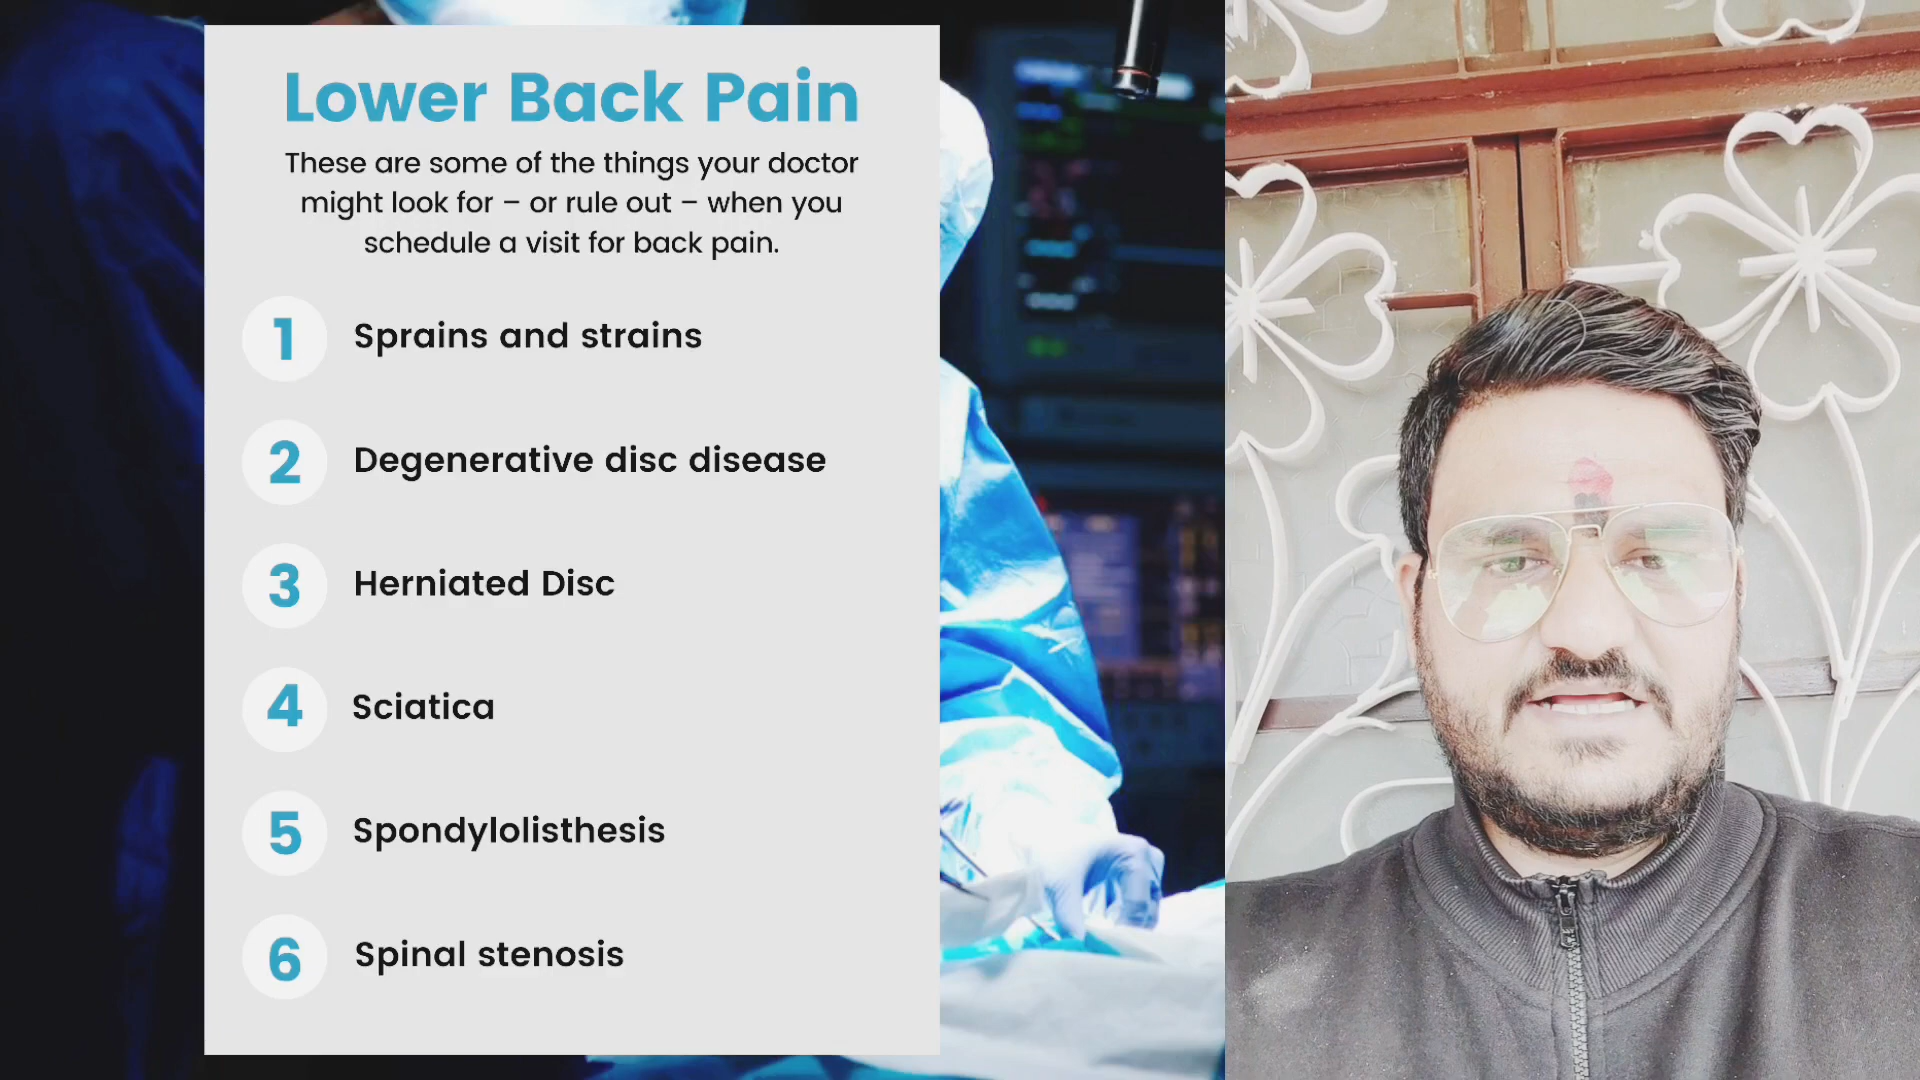 Lower Back Pain
These are some of the things your doctor
might look for – or rule out – when you
schedule a visit for back pain.
1 Sprains and strains
2 Degenerative disc disease
3 Herniated Disc
4 Sciatica
5 Spondylolisthesis
6 Spinal stenosis